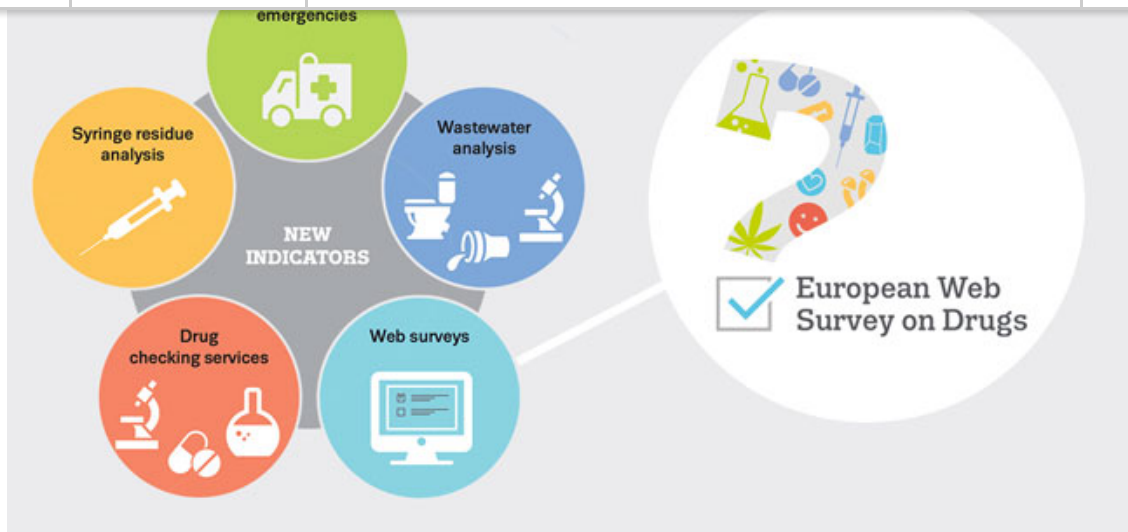 emergencies
Syringe residue
analysis
Wastewater
analysis
NEW
INDICATORS
Drug
checking services
Web surveys
European Web
Survey on Drugs